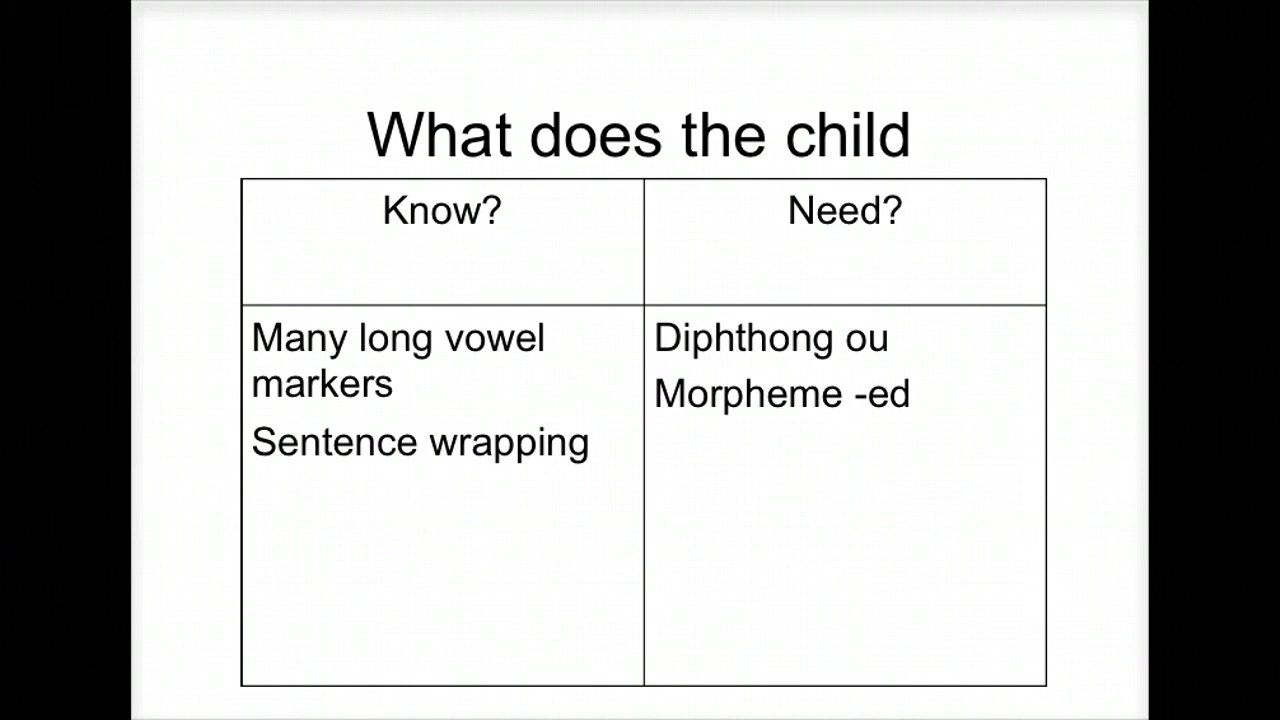 What does the child
Know?
Need?
Many long vowel
markers
Sentence wrapping
Diphthong ou
Morpheme -ed